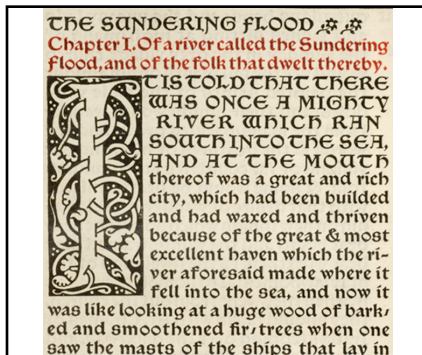 THE SUNDERING FLOOD
Chapter I. Of a river called the Sundering
Flood, and of the folk that dwelt thereby.
IT IS TOLD THAT THERE
WAS ONCE A MIGHTY
RIVER WHICH RAN
SOUTH INTO THE SEA,
AND AT THE MOUTH
thereof was a great and rich
city, which had been builded
and had waxed and thriven
because of the great & most
excellent haven which the ri-
ver aforesaid made where it
fell into the sea, and now it
was like looking at a huge wood of bark-
ed and smoothened fir-trees when one
saw the masts of the ships that lay in